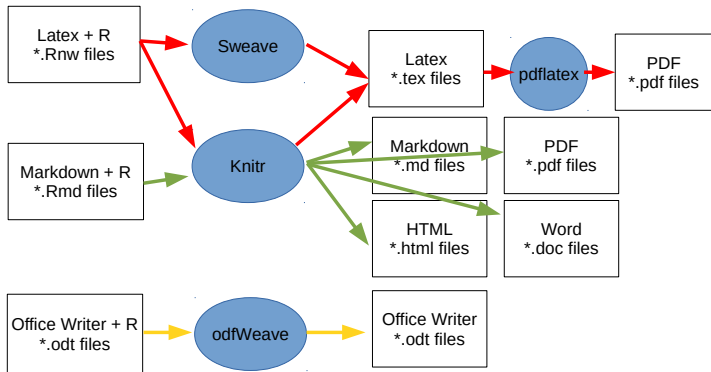 Latex + R
*.Rnw files
Sweave
Latex
*.tex files
pdflatex
PDF
*.pdf files
Markdown + R
*.Rmd files
Knitr
Markdown
*.md files
PDF
*.pdf files
HTML
*.html files
Word
*.doc files
Office Writer + R
*.odt files
odfWeave
Office Writer
*.odt files